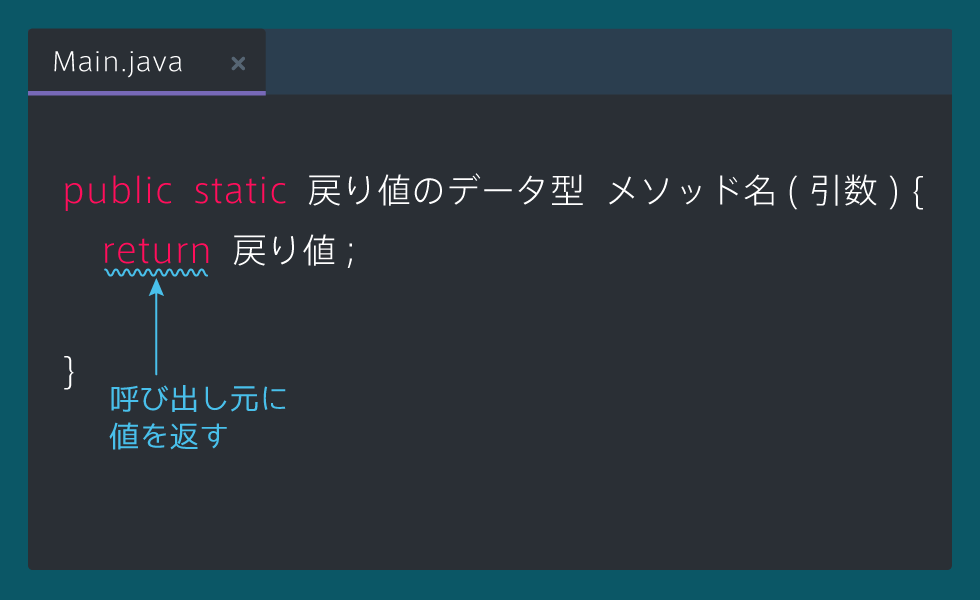 Main.java ×
public static 戻り値のデータ型 メソッド名 ( 引数 ) {
return 戻り値 ;
}
呼び出し元に
値を返す